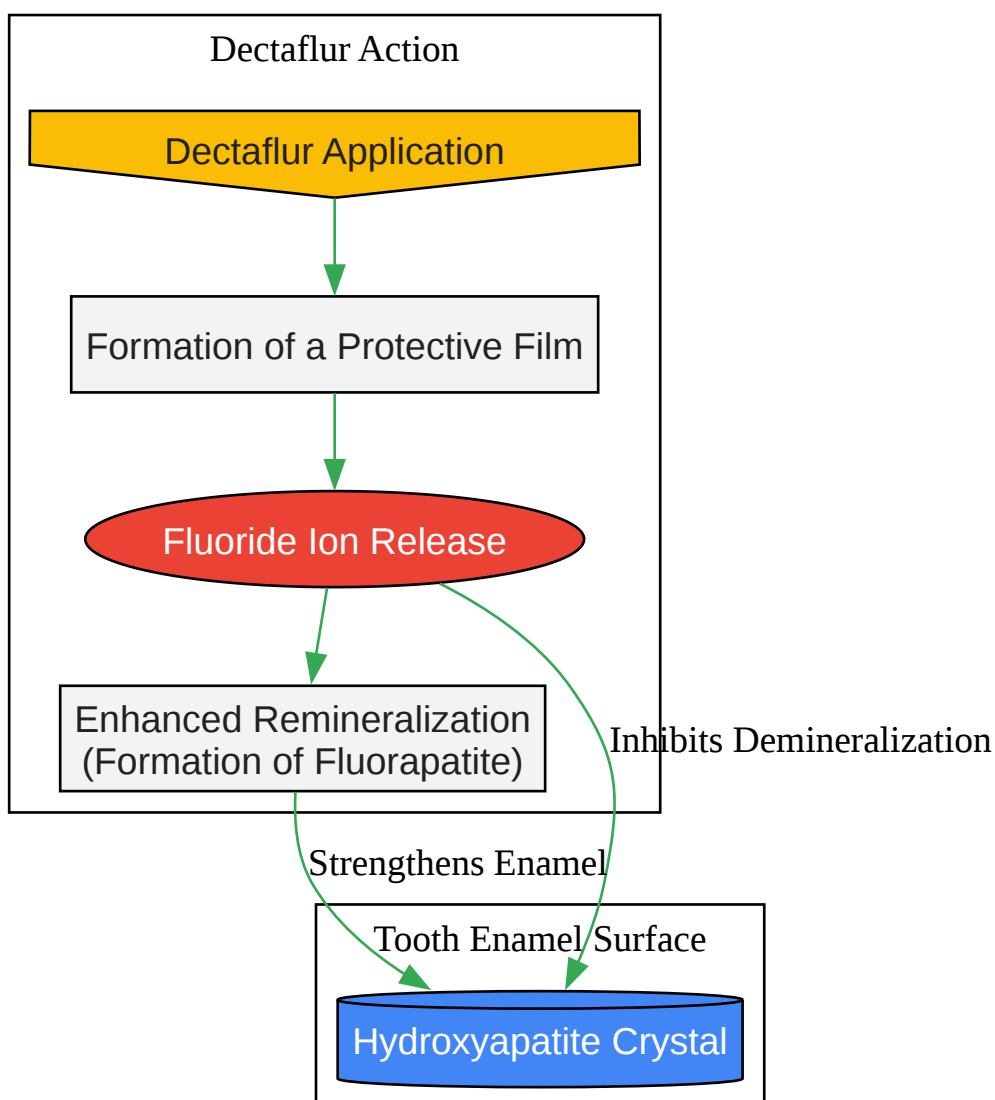 Dectaflur Action
Dectaflur Application
Formation of a Protective Film
Fluoride Ion Release
Enhanced Remineralization
(Formation of Fluorapatite)
Inhibits Demineralization
Strengthens Enamel
Tooth Enamel Surface
Hydroxyapatite Crystal